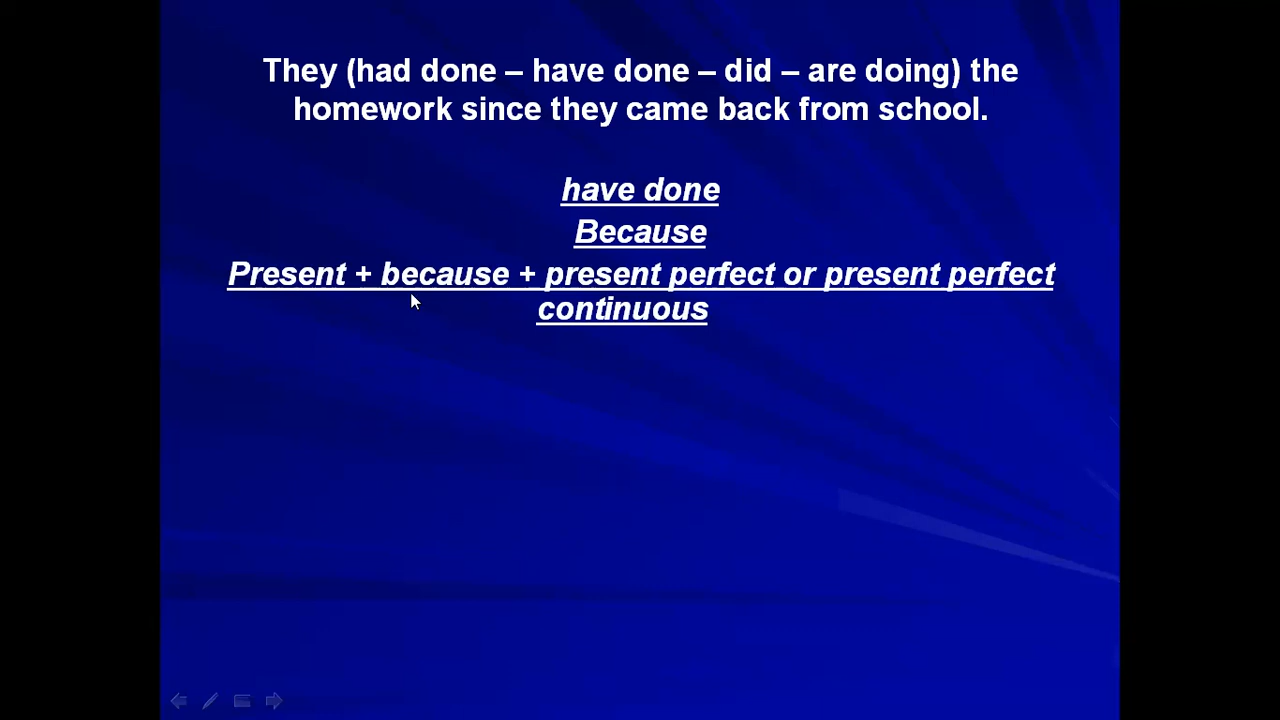 They (had done – have done – did – are doing) the
homework since they came back from school.
have done
Because
Present + because + present perfect or present perfect
continuous